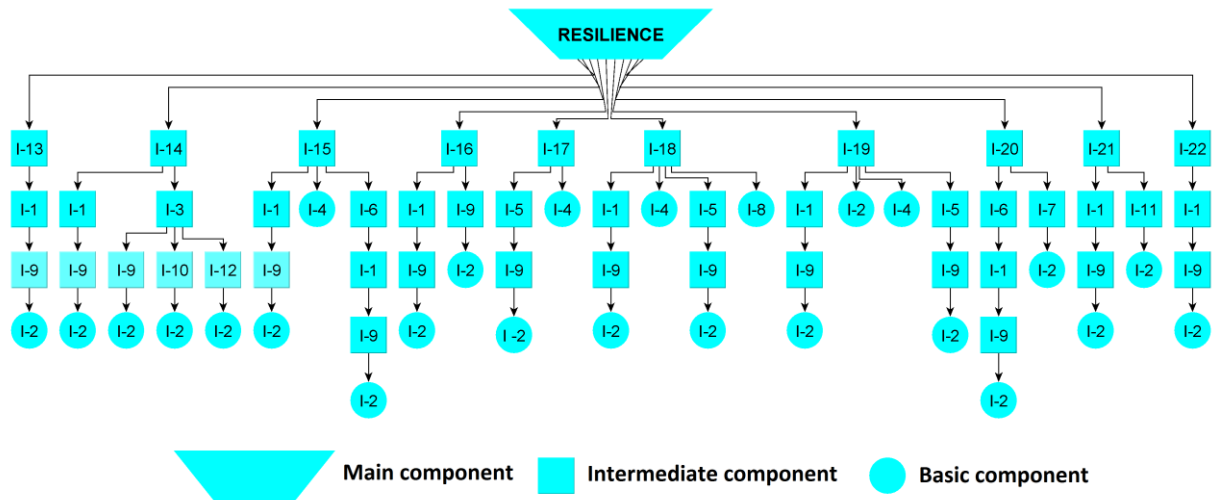 RESILIENCE
I-13 I-14 I-15 I-16 I-17 I-18 I-19 I-20 I-21 I-22
I-1 I-1 I-3 I-1 I-4 I-6 I-1 I-9 I-5 I-4 I-1 I-4 I-5 I-8 I-1 I-2 I-4 I-5 I-6 I-7 I-1 I-11 I-1
I-9 I-9 I-9 I-10 I-12 I-9 I-1 I-9 I-2 I-9 I-9 I-9 I-9 I-9 I-1 I-2 I-9 I-2 I-9
I-2 I-2 I-2 I-2 I-2 I-2 I-9 I-2 I -2 I-2 I-2 I-2 I-2 I-9 I-2 I-2
I-2 I-2
Main component Intermediate component Basic component